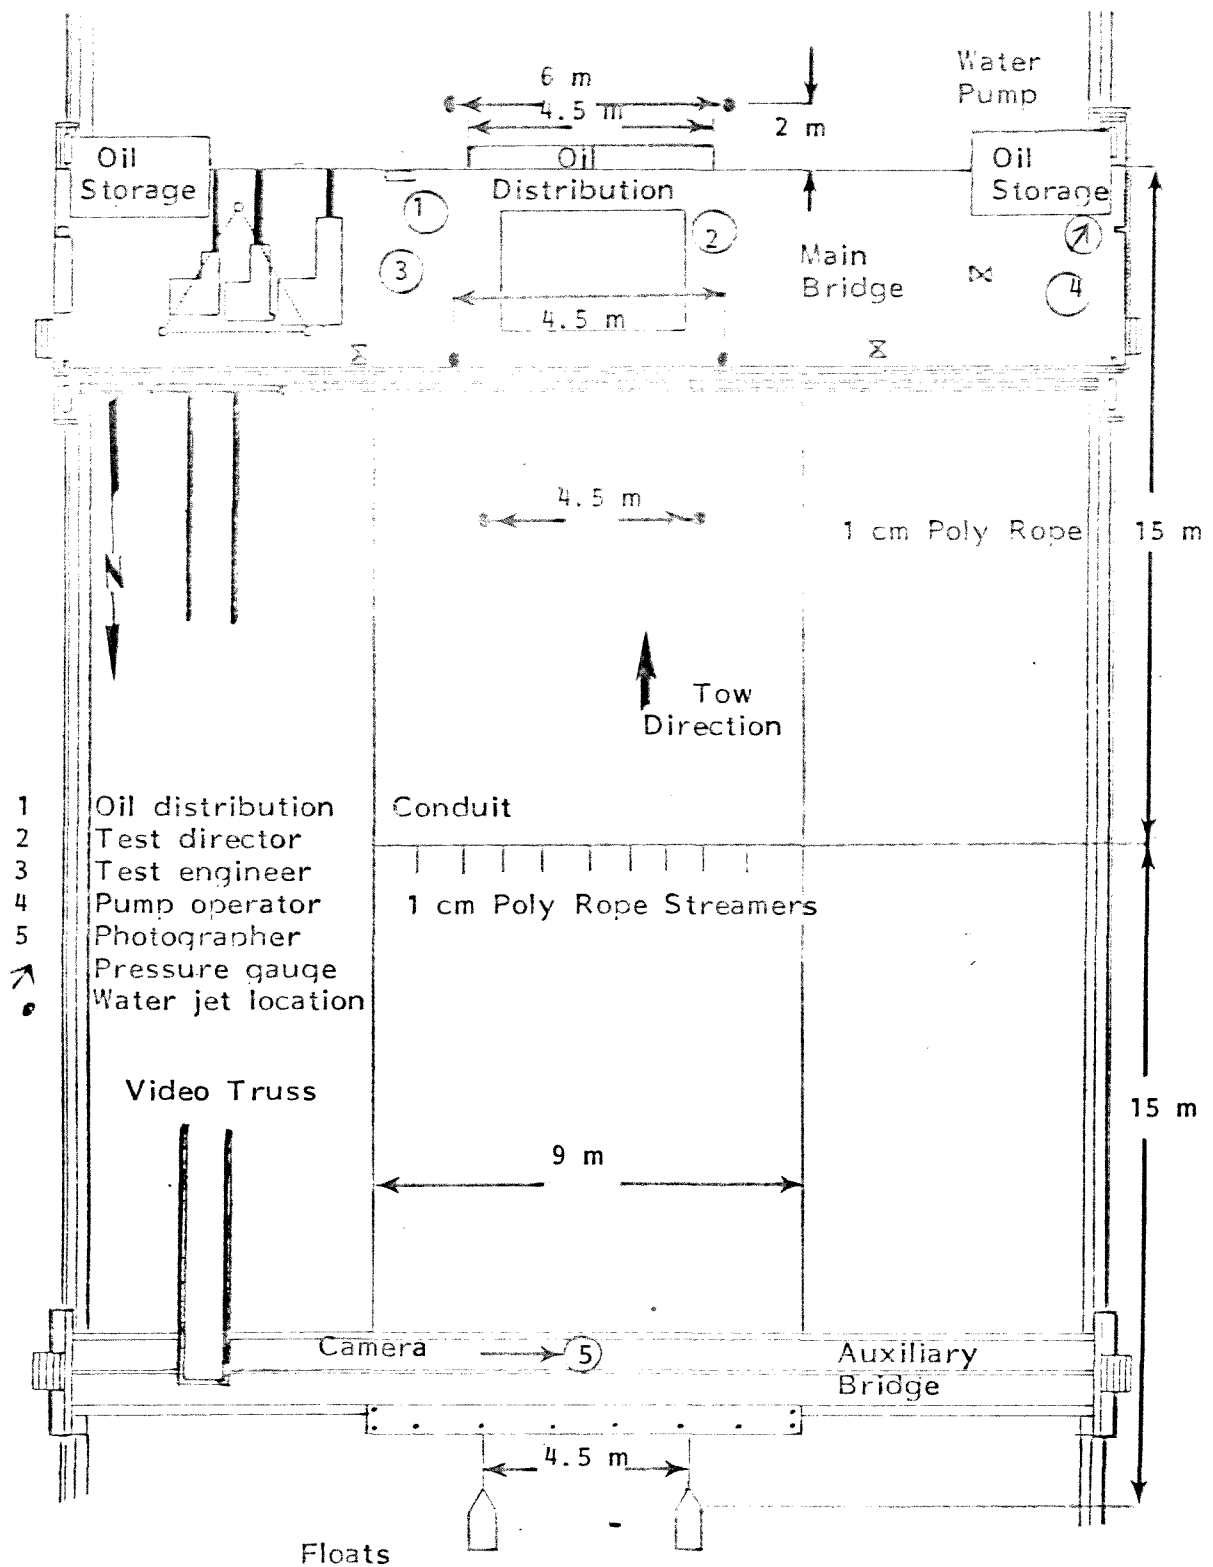 Water
Pump
6 m
4.5 m
2 m
Oil
Storage
Oil
Distribution
Oil
Storage
1
2
3
4
Main
Bridge
4.5 m
4.5 m
N
1 cm Poly Rope
15 m
Tow
Direction
1 Oil distribution
2 Test director
3 Test engineer
4 Pump operator
5 Photographer
Pressure gauge
Water jet location
Conduit
1 cm Poly Rope Streamers
Video Truss
15 m
9 m
Camera
5
Auxiliary
Bridge
4.5 m
Floats